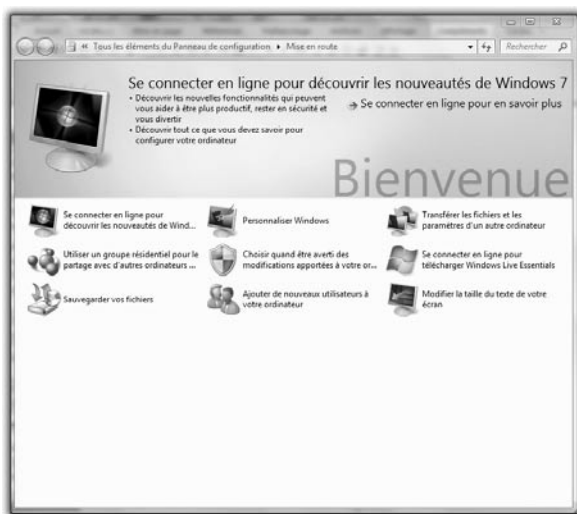 « Tous les éléments du Panneau de configuration ▸ Mise en route
Rechercher
Se connecter en ligne pour découvrir les nouveautés de Windows 7
• Découvrir les nouvelles fonctionnalités qui peuvent
vous aider à être plus productif, rester en sécurité et
vous divertir
• Découvrir tout ce que vous devez savoir pour
configurer votre ordinateur
Se connecter en ligne pour en savoir plus
Bienvenue
Se connecter en ligne pour
découvrir les nouveautés de Wind...
Personnaliser Windows
Transférer les fichiers et les
paramètres d'un autre ordinateur
Utiliser un groupe résidentiel pour le
partage avec d'autres ordinateurs ...
Choisir quand être averti des
modifications apportées à votre or...
Se connecter en ligne pour
télécharger Windows Live Essentials
Sauvegarder vos fichiers
Ajouter de nouveaux utilisateurs à
votre ordinateur
Modifier la taille du texte de votre
écran